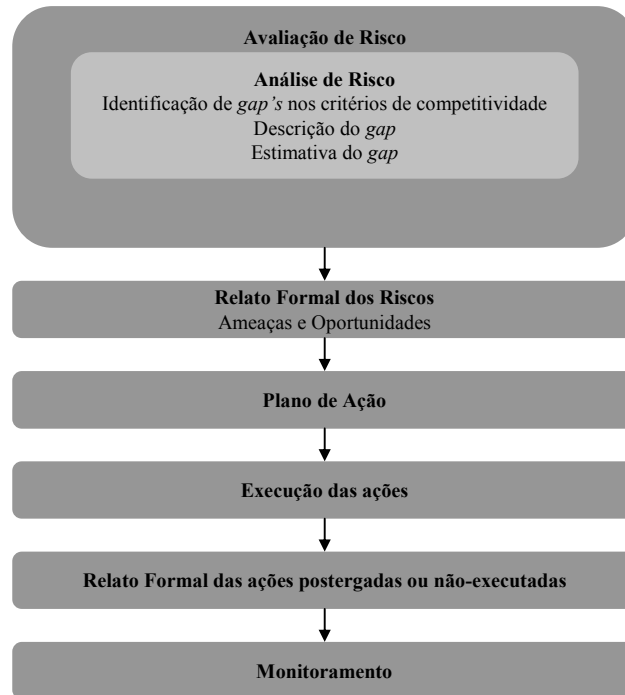 Avaliação de Risco
Análise de Risco
Identificação de gap's nos critérios de competitividade
Descrição do gap
Estimativa do gap
Relato Formal dos Riscos
Ameaças e Oportunidades
Plano de Ação
Execução das ações
Relato Formal das ações postergadas ou não-executadas
Monitoramento